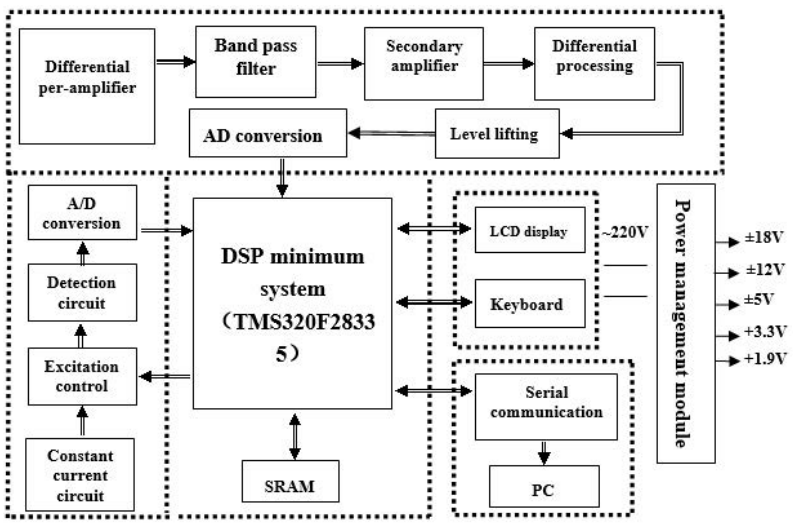 Differential
per-amplifier
Band pass
filter
Secondary
amplifier
Differential
processing
AD conversion
Level lifting
A/D
conversion
Detection
circuit
Excitation
control
Constant
current
circuit
DSP minimum
system
（TMS320F2833
5）
SRAM
LCD display
Keyboard
Serial
communication
PC
~220V
Power management module
±18V
±12V
±5V
+3.3V
+1.9V